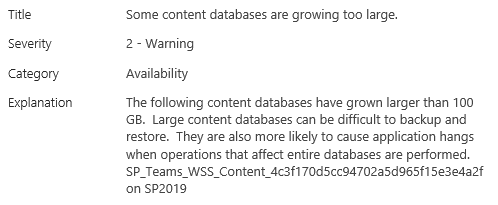 Title Some content databases are growing too large.
Severity 2 - Warning
Category Availability
Explanation The following content databases have grown larger than 100
GB.  Large content databases can be difficult to backup and
restore.  They are also more likely to cause application hangs
when operations that affect entire databases are performed.
SP_Teams_WSS_Content_4c3f170d5cc94702a5d965f15e3e4a2f
on SP2019